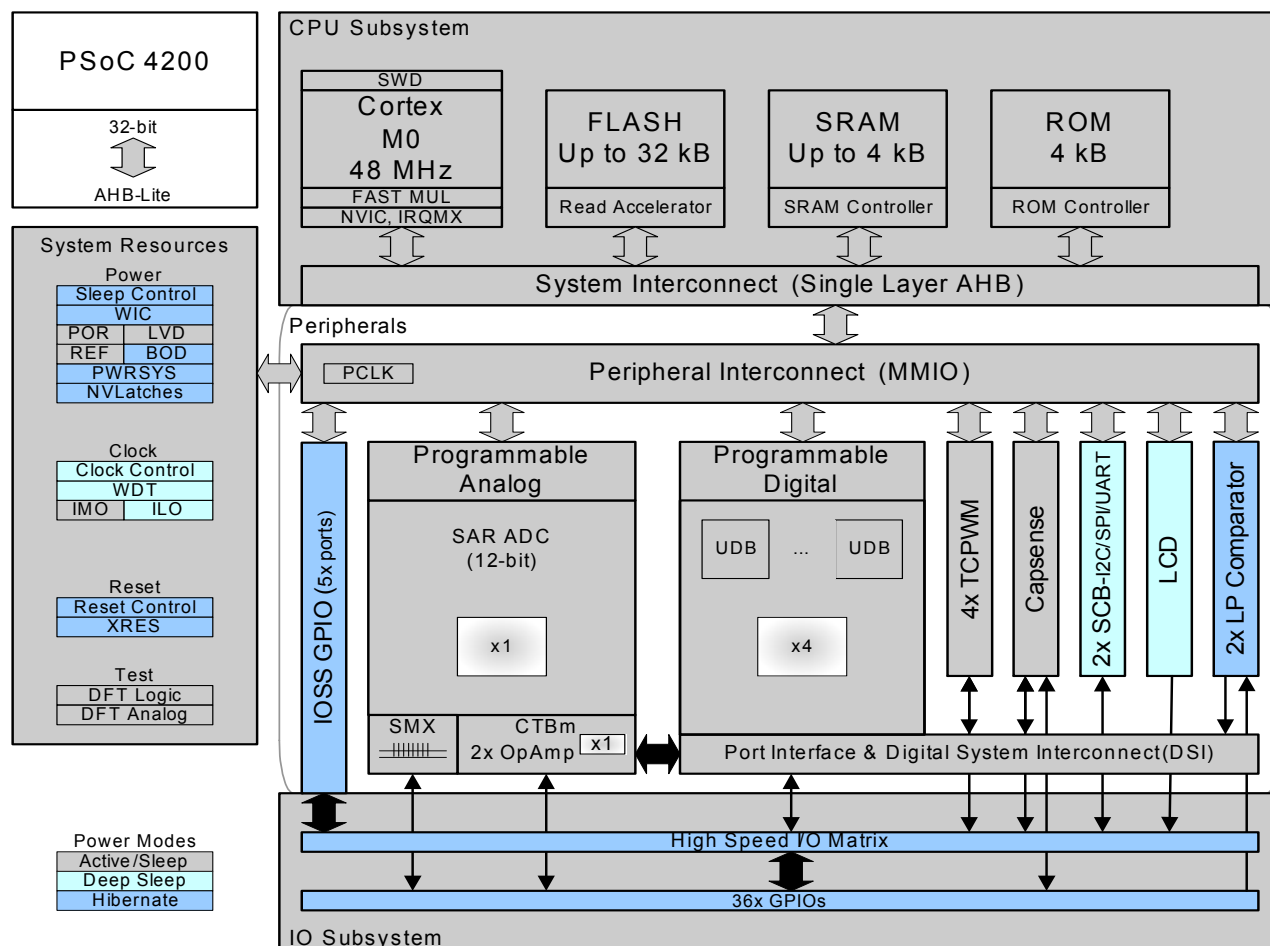 PSoC 4200
32-bit
AHB-Lite
CPU Subsystem
SWD
Cortex
M0
48 MHz
FAST MUL
NVIC, IRQMX
FLASH
Up to 32 kB
Read Accelerator
SRAM
Up to 4 kB
SRAM Controller
ROM
4 kB
ROM Controller
System Interconnect (Single Layer AHB)
System Resources
Power
Sleep Control
WIC
POR LVD
REF BOD
PWRSYS
NVLatches
Clock
Clock Control
WDT
IMO ILO
Reset
Reset Control
XRES
Test
DFT Logic
DFT Analog
Peripherals
PCLK
Peripheral Interconnect (MMIO)
IOSS GPIO (5x ports)
Programmable
Analog
SAR ADC
(12-bit)
x1
SMX
CTBm
2x OpAmp
x1
Programmable
Digital
UDB ... UDB
x4
4x TCPWM
Capsense
2x SCB-I2C/SPI/UART
LCD
2x LP Comparator
Port Interface & Digital System Interconnect(DSI)
Power Modes
Active/Sleep
Deep Sleep
Hibernate
High Speed I/O Matrix
36x GPIOs
IO Subsystem